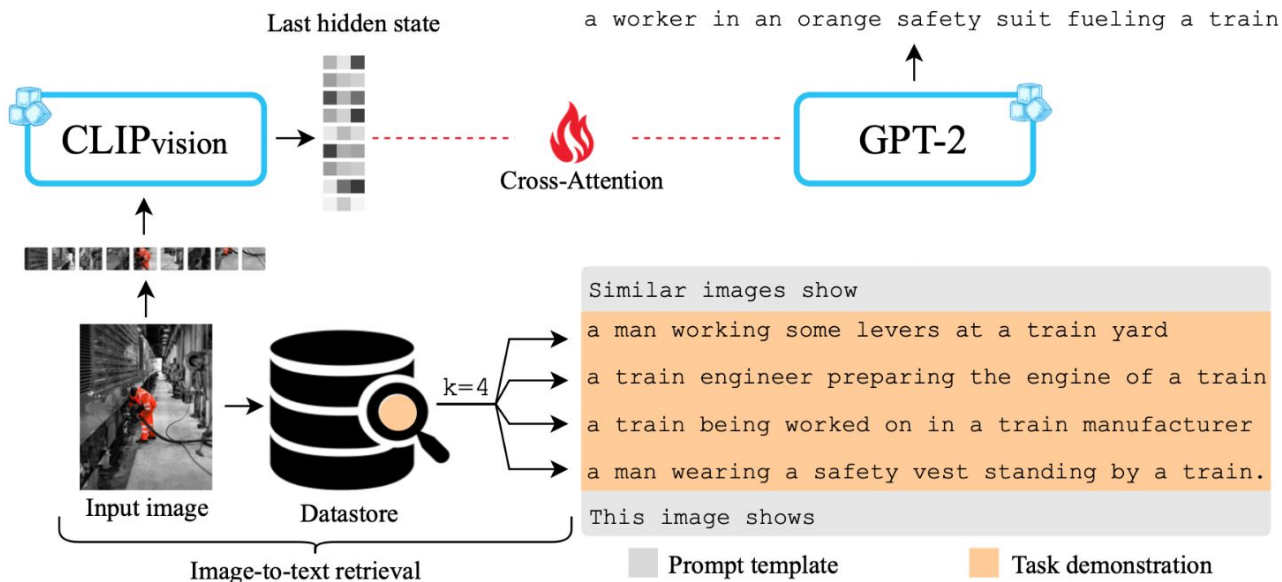 Last hidden state
a worker in an orange safety suit fueling a train
CLIPvision
GPT-2
Cross-Attention
Similar images show
a man working some levers at a train yard
k=4
a train engineer preparing the engine of a train
a train being worked on in a train manufacturer
a man wearing a safety vest standing by a train.
Input image
Datastore
This image shows
Image-to-text retrieval
Prompt template
Task demonstration